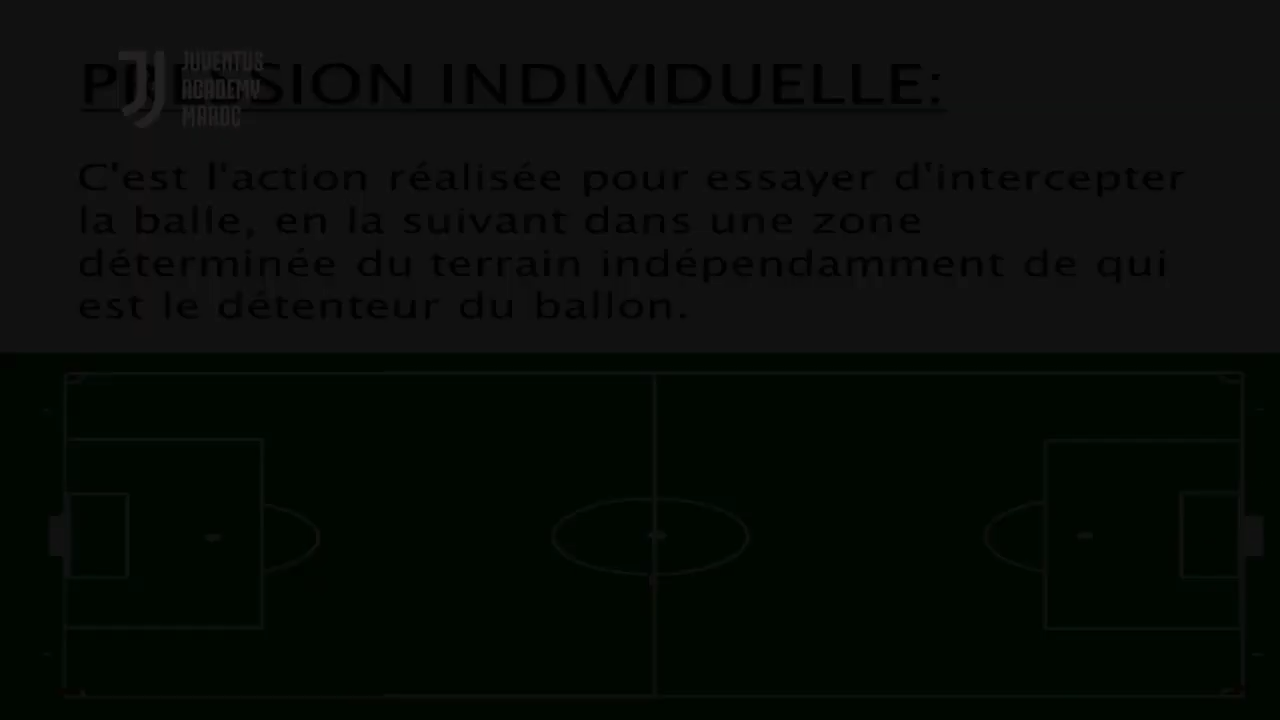 PRESSION INDIVIDUELLE:
JUVENTUS
ACADEMY
MAROC
C'est l'action réalisée pour essayer d'intercepter
la balle, en la suivant dans une zone
déterminée du terrain indépendamment de qui
est le détenteur du ballon.